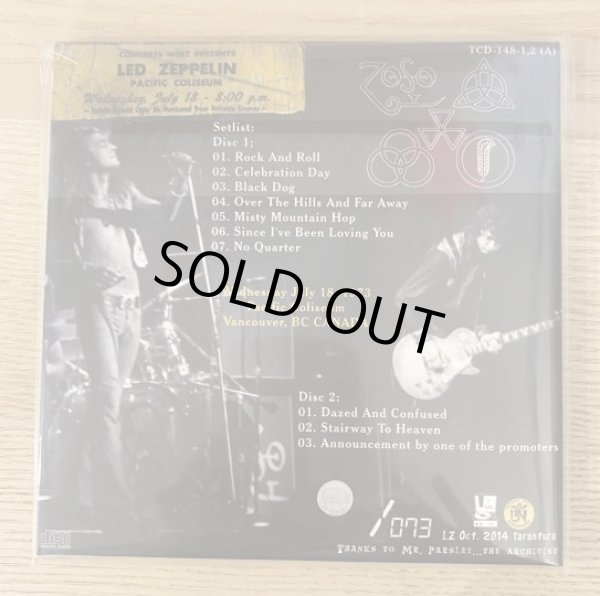 TCD-148-1,2 (A)
CONCERTS WEST PRESENTS
LED ZEPPELIN
PACIFIC COLISEUM
Wednesday, July 18 - 8:00 p.m.
ZOSO
Setlist:
Disc 1;
01. Rock And Roll
02. Celebration Day
03. Black Dog
04. Over The Hills And Far Away
05. Misty Mountain Hop
06. Since I've Been Loving You
07. No Quarter
SOLD OUT
Vancouver, BC
Disc 2:
01. Dazed And Confused
02. Stairway To Heaven
03. Announcement by one of the promoters
/073
LZ Oct. 2014 Tarantura
THANKS TO MR. PARSLEY...THE ARCHIVIST